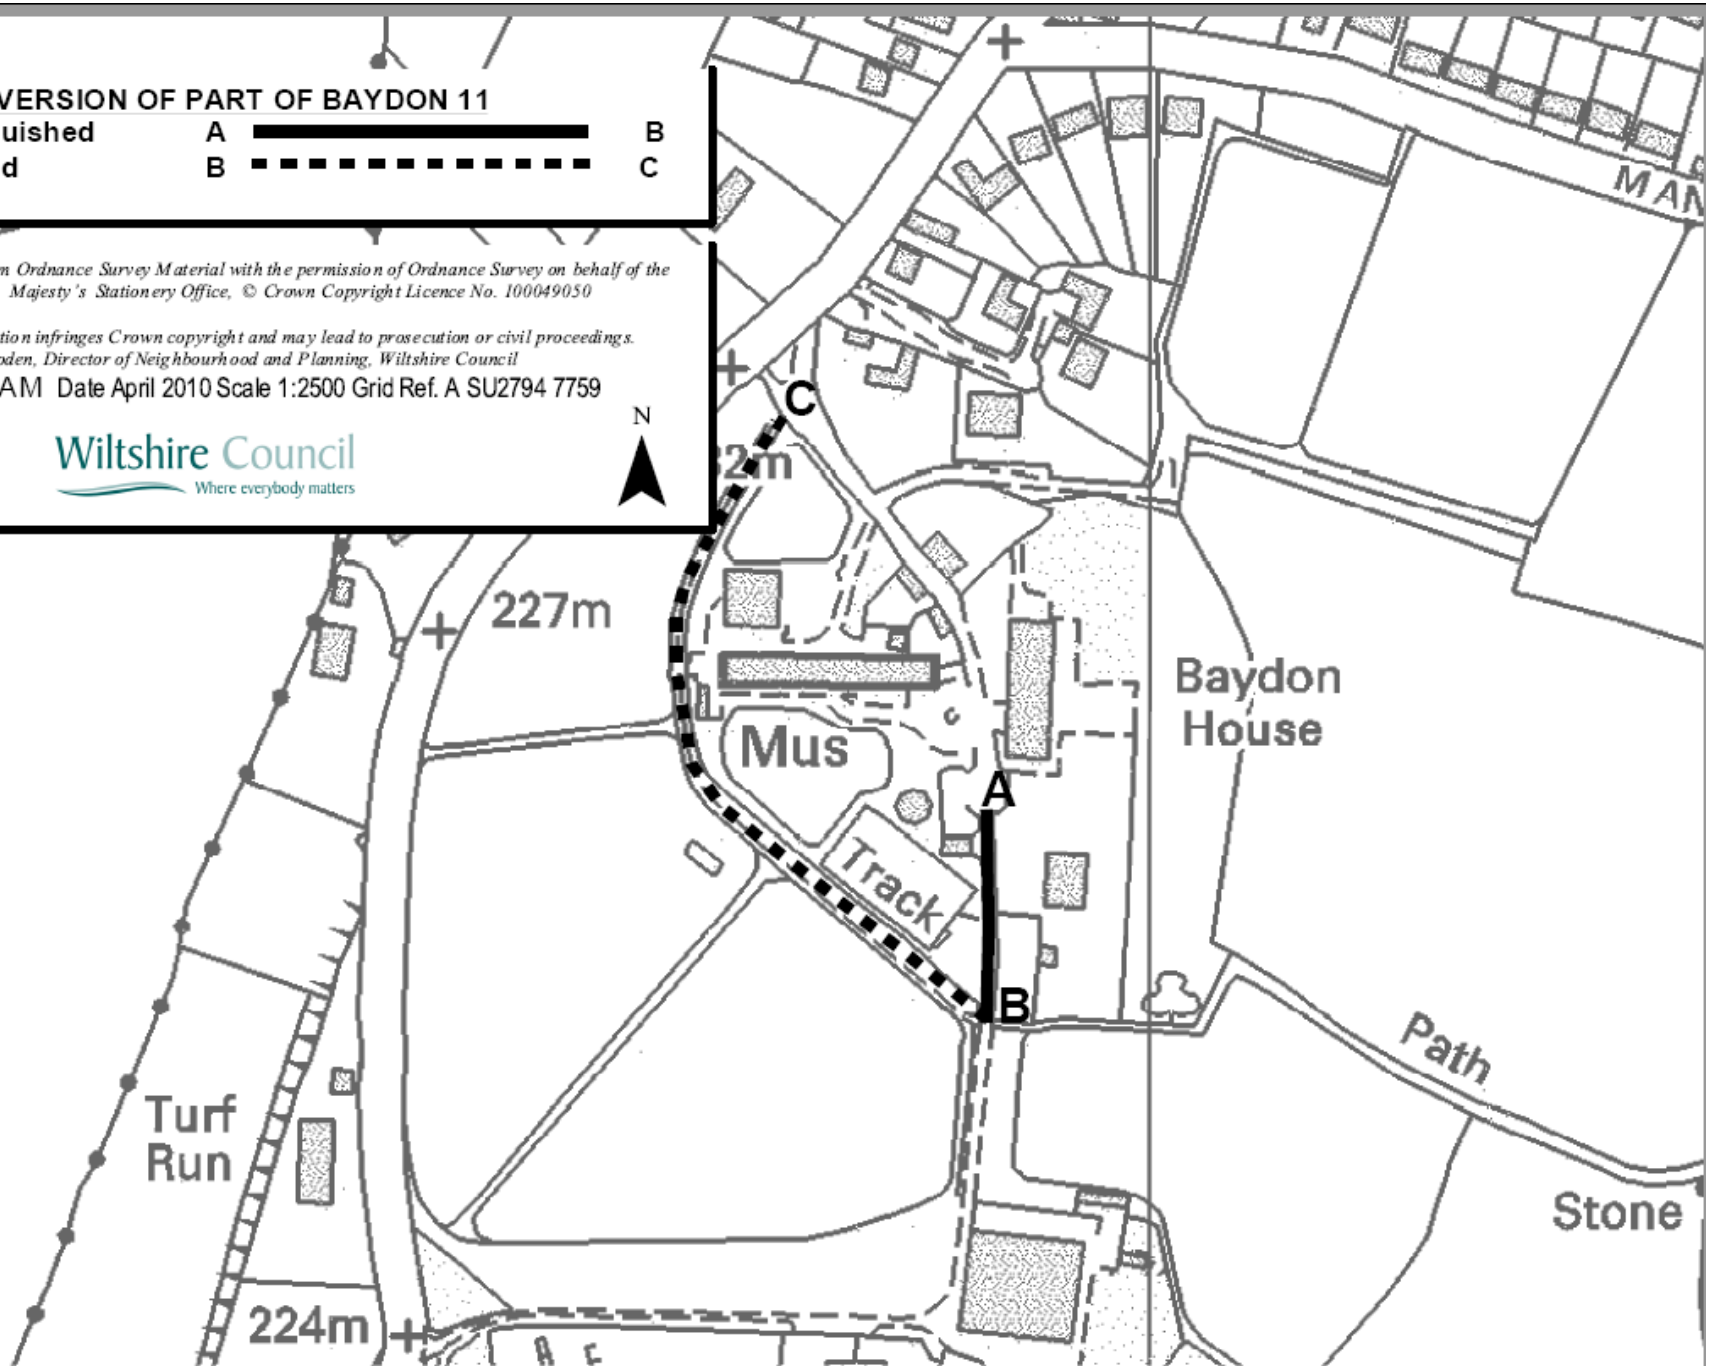 VERSION OF PART OF BAYDON 11
uished A B
d B C
n Ordnance Survey Material with the permission of Ordnance Survey on behalf of the
Majesty's Stationery Office, © Crown Copyright Licence No. 100049050
tion infringes Crown copyright and may lead to prosecution or civil proceedings.
oden, Director of Neighbourhood and Planning, Wiltshire Council
AM Date April 2010 Scale 1:2500 Grid Ref. A SU2794 7759
N
Wiltshire Council
Where everybody matters
MAN
C
32m
227m
Baydon
House
Mus
A
Track
B
Path
Turf
Run
Stone
224m